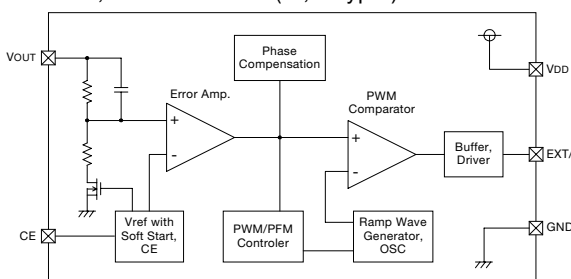 Phase
Compensation
VOUT
Error Amp.
PWM
Comparator
VDD
+
-
+
-
Buffer,
Driver
EXT/
Vref with
Soft Start,
CE
PWM/PFM
Controler
Ramp Wave
Generator,
OSC
CE
GND